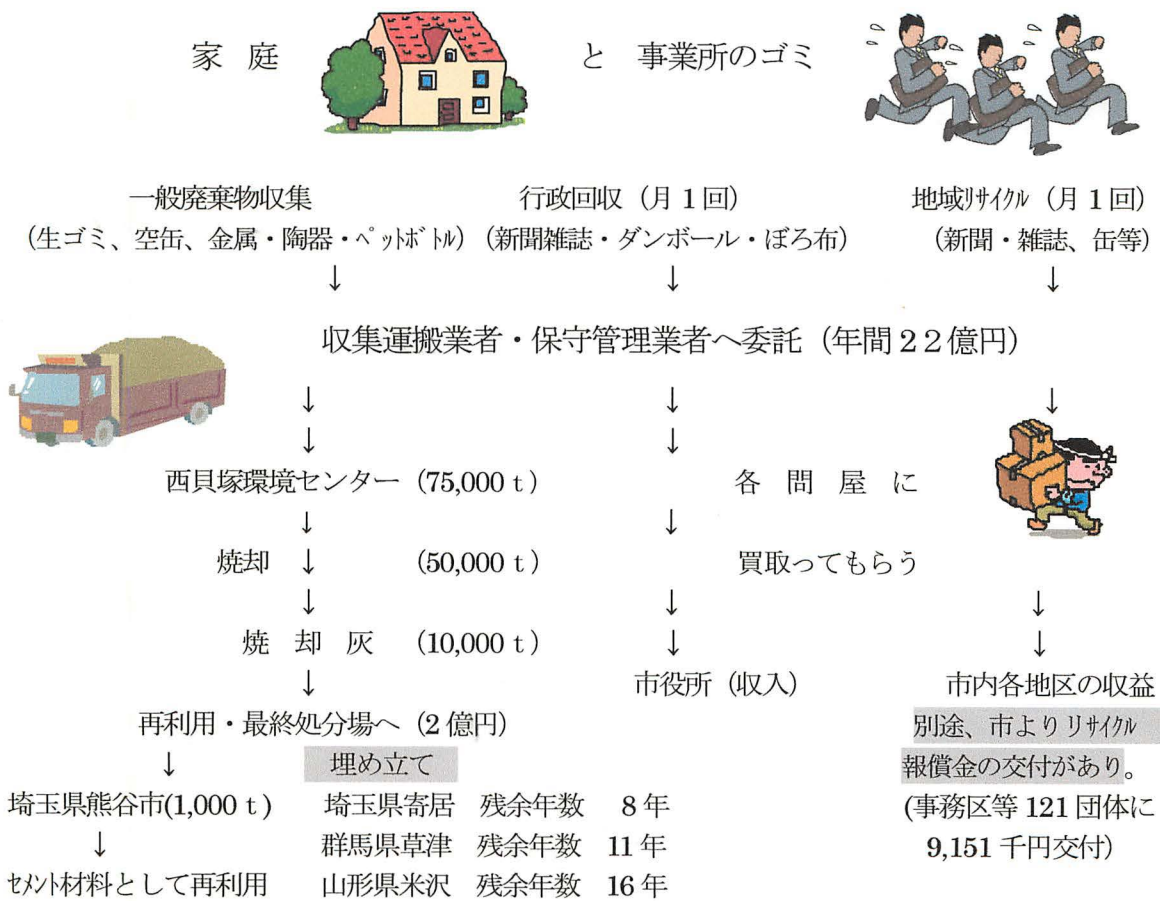 家 庭 と 事業所のゴミ
一般廃棄物収集 行政回収(月1回) 地域ﾘｻｲｸﾙ(月1回)
(生ゴミ、空缶、金属・陶器・ﾍﾟｯﾄﾎﾞﾄﾙ) (新聞雑誌・ダンボール・ぼろ布) (新聞・雑誌、缶等)
↓ ↓ ↓
収集運搬業者・保守管理業者へ委託(年間22億円)
↓ ↓ ↓
↓ ↓
西貝塚環境センター(75,000 t) 各 問 屋 に
↓ ↓
焼却 ↓ (50,000 t) 買取ってもらう
↓ ↓ ↓
焼 却 灰 (10,000 t) ↓ ↓
↓ 市役所(収入) 市内各地区の収益
再利用・最終処分場へ(2億円) 別途、市よりﾘｻｲｸﾙ
↓ 埋め立て 報償金の交付があり。
埼玉県熊谷市(1,000 t) 埼玉県寄居 残余年数 8年 (事務区等121団体に
↓ 群馬県草津 残余年数 11年 9,151千円交付)
ｾﾒﾝﾄ材料として再利用 山形県米沢 残余年数 16年